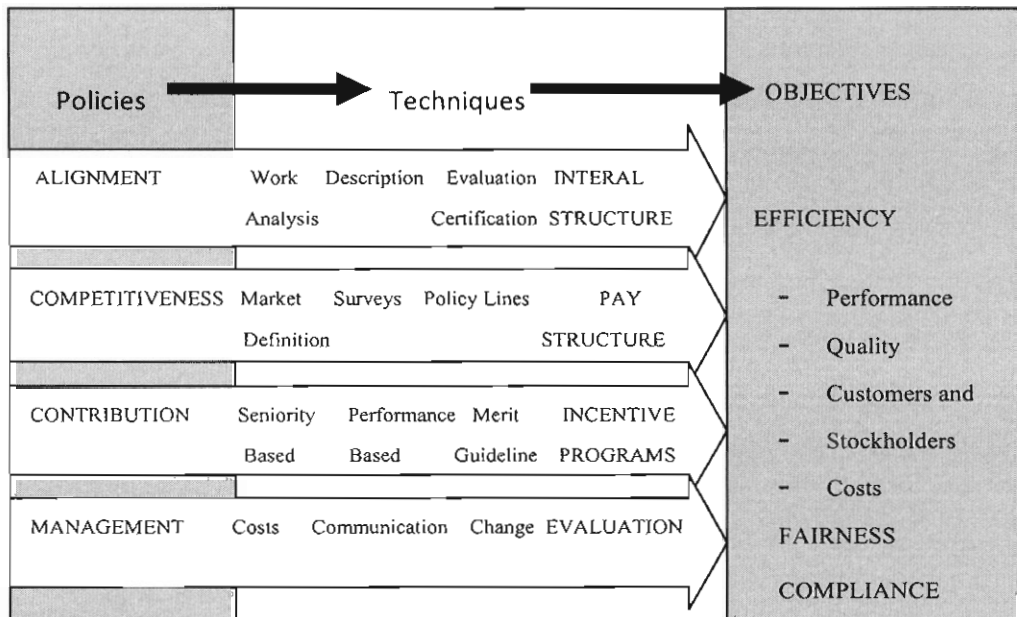 Policies Techniques OBJECTIVES
ALIGNMENT Work Description Evaluation INTERAL
Analysis Certification STRUCTURE
EFFICIENCY
COMPETITIVENESS Market Surveys Policy Lines PAY
Definition STRUCTURE
- Performance
- Quality
- Customers and
- Stockholders
- Costs
CONTRIBUTION Seniority Performance Merit INCENTIVE
Based Based Guideline PROGRAMS
MANAGEMENT Costs Communication Change EVALUATION
FAIRNESS
COMPLIANCE